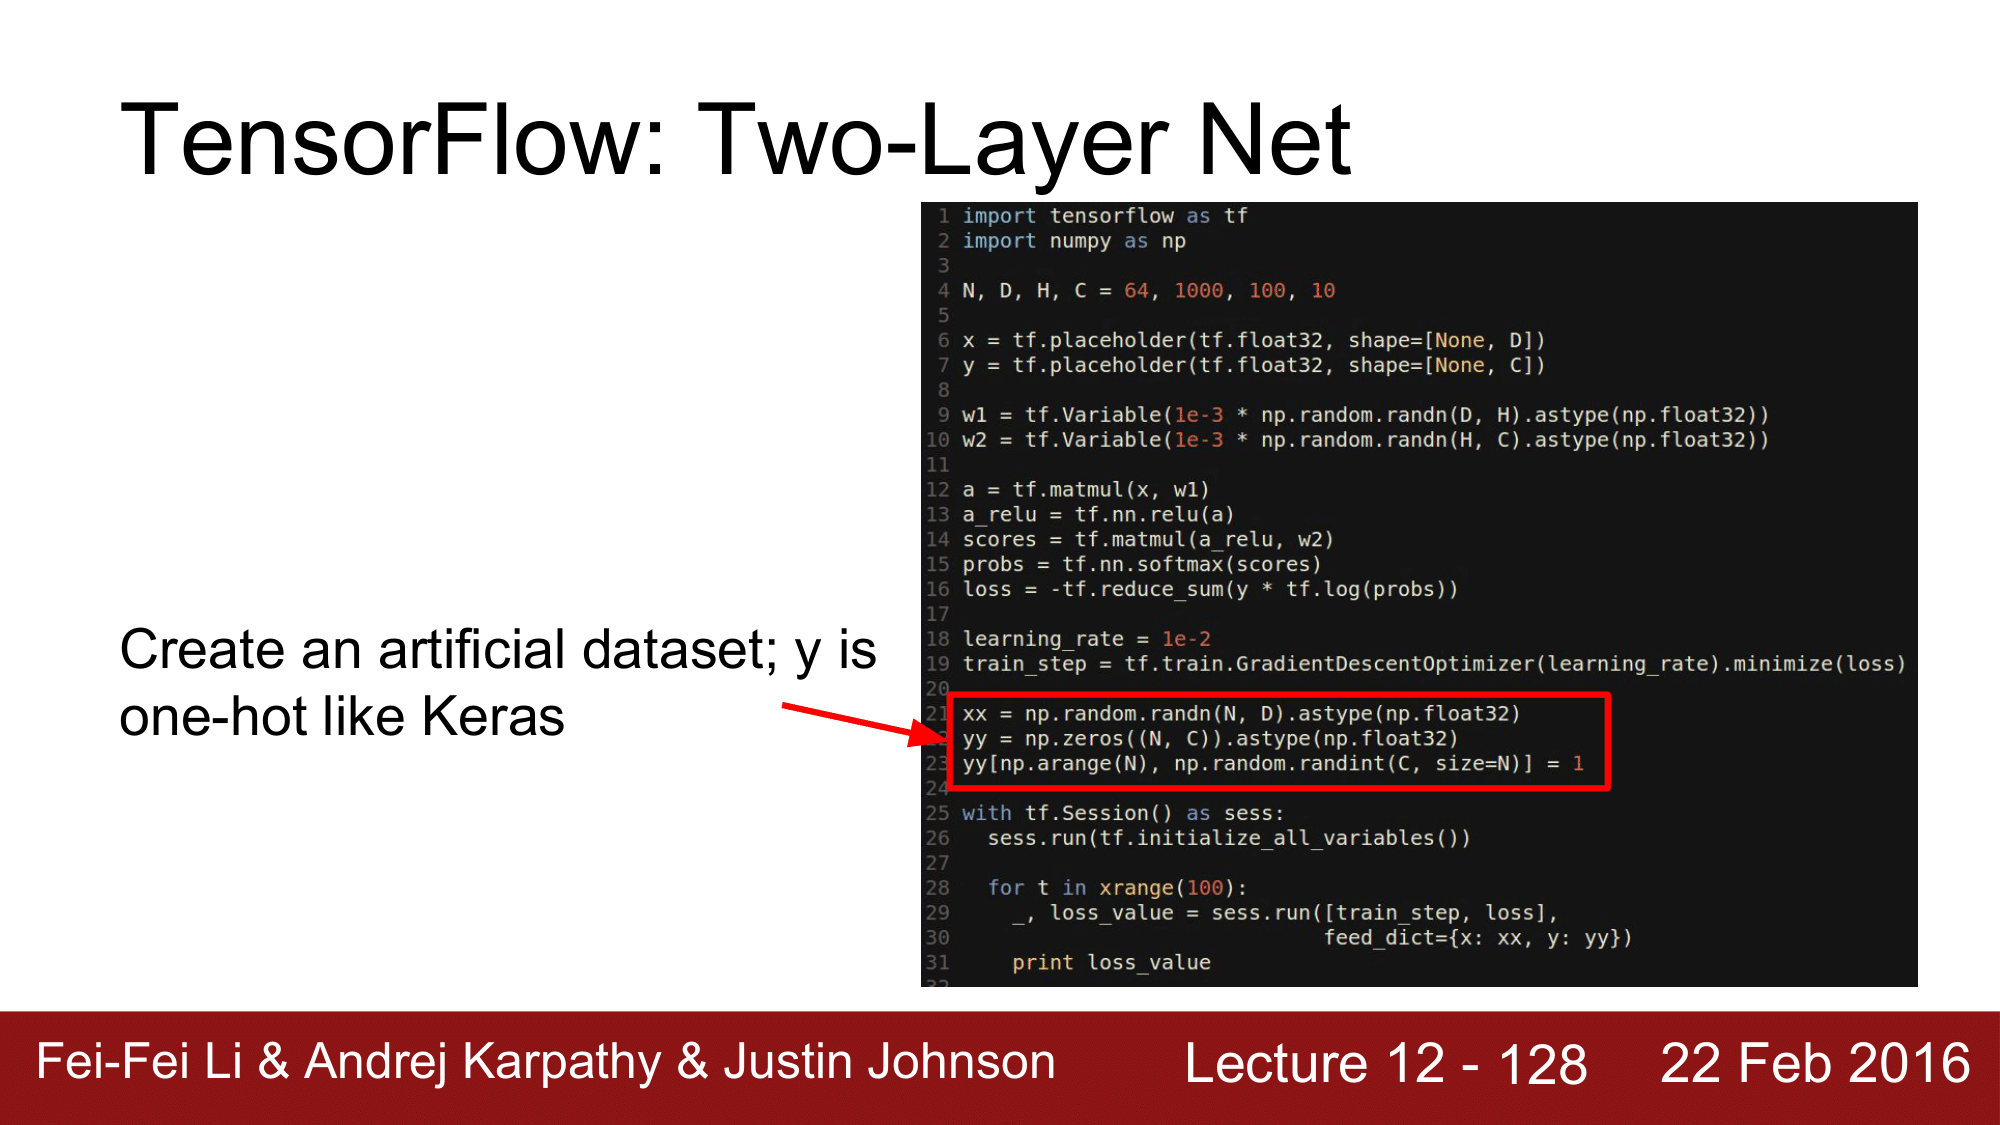 TensorFlow: Two-Layer Net
Create an artificial dataset; y is
one-hot like Keras
1 import tensorflow as tf
2 import numpy as np
3
4 N, D, H, C = 64, 1000, 100, 10
5
6 x = tf.placeholder(tf.float32, shape=[None, D])
7 y = tf.placeholder(tf.float32, shape=[None, C])
8
9 w1 = tf.Variable(1e-3 * np.random.randn(D, H).astype(np.float32))
10 w2 = tf.Variable(1e-3 * np.random.randn(H, C).astype(np.float32))
11
12 a = tf.matmul(x, w1)
13 a_relu = tf.nn.relu(a)
14 scores = tf.matmul(a_relu, w2)
15 probs = tf.nn.softmax(scores)
16 loss = -tf.reduce_sum(y * tf.log(probs))
17
18 learning_rate = 1e-2
19 train_step = tf.train.GradientDescentOptimizer(learning_rate).minimize(loss)
20
21 xx = np.random.randn(N, D).astype(np.float32)
22 yy = np.zeros((N, C)).astype(np.float32)
23 yy[np.arange(N), np.random.randint(C, size=N)] = 1
24
25 with tf.Session() as sess:
26   sess.run(tf.initialize_all_variables())
27
28   for t in xrange(100):
29     _, loss_value = sess.run([train_step, loss],
30                              feed_dict={x: xx, y: yy})
31     print loss_value
32
Fei-Fei Li & Andrej Karpathy & Justin Johnson
Lecture 12 - 128
22 Feb 2016